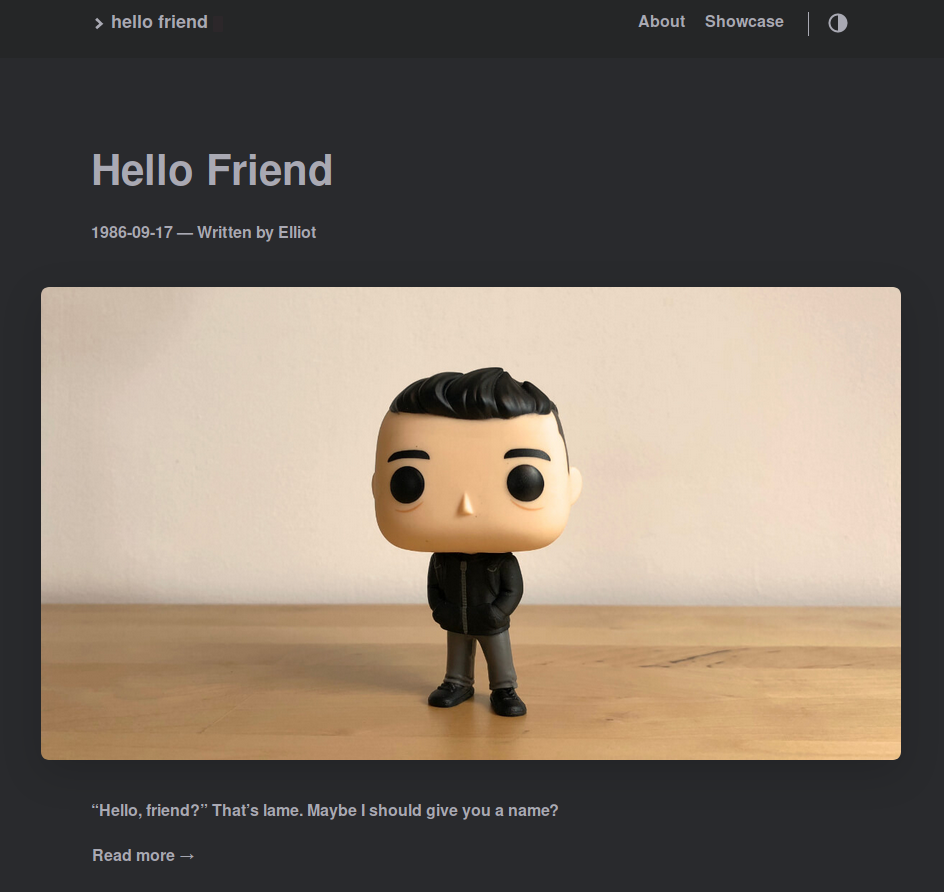 hello friend
About Showcase
Hello Friend
1986-09-17 — Written by Elliot
“Hello, friend?” That’s lame. Maybe I should give you a name?
Read more →